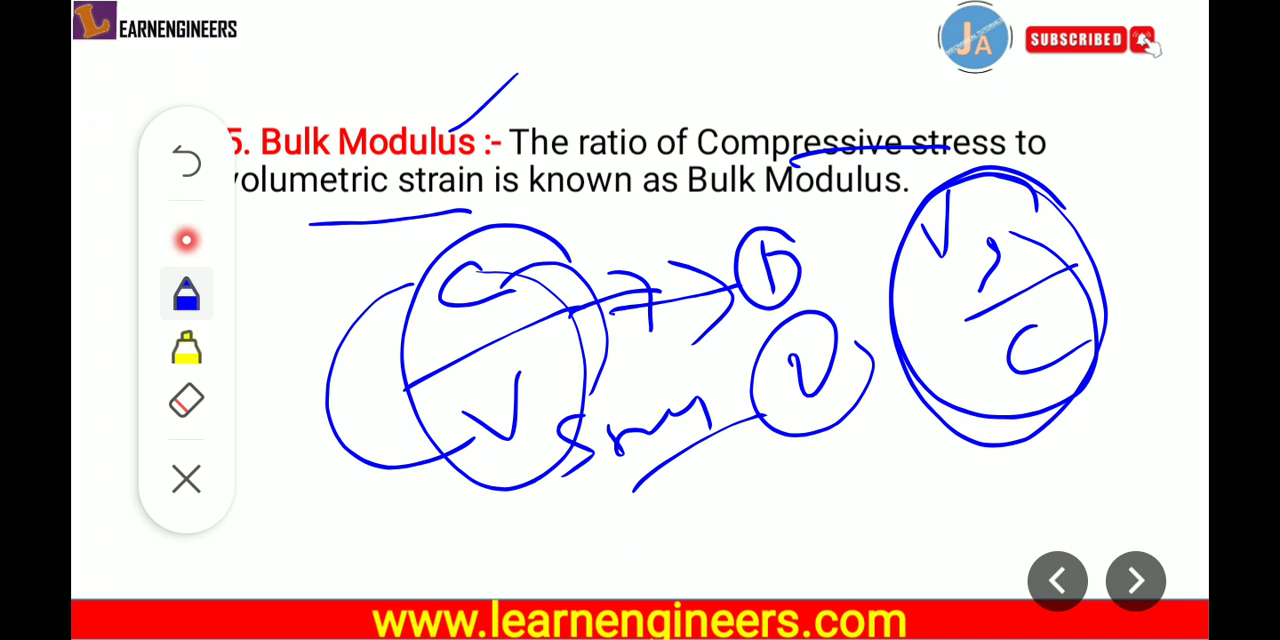 LEARNENGINEERS
JA
SUBSCRIBED
5. Bulk Modulus :- The ratio of Compressive stress to
volumetric strain is known as Bulk Modulus.
C
V
C
www.learnengineers.com